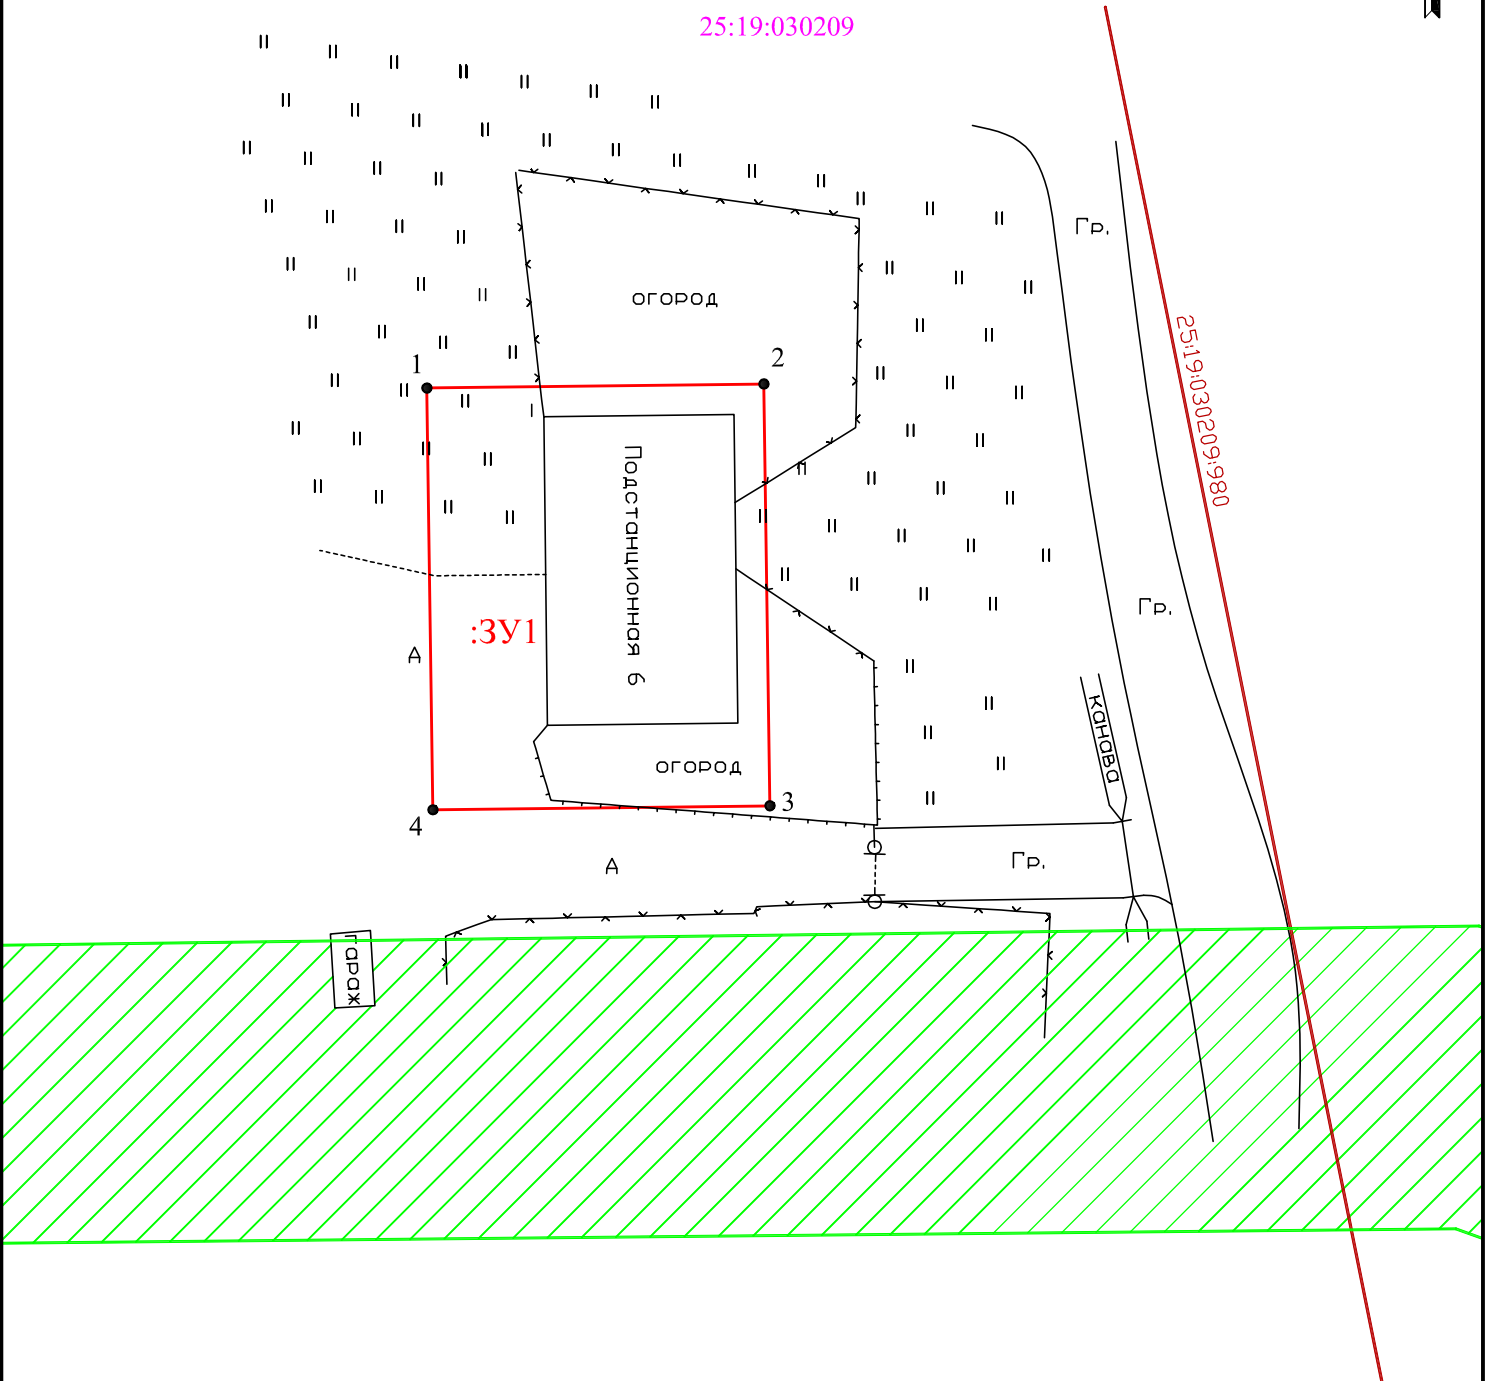 25:19:030209
Гр.
огород
25:19:030209:980
1
2
Подстанционная 6
Гр.
:ЗУ1
А
канава
огород
3
4
А
Гр.
гараж